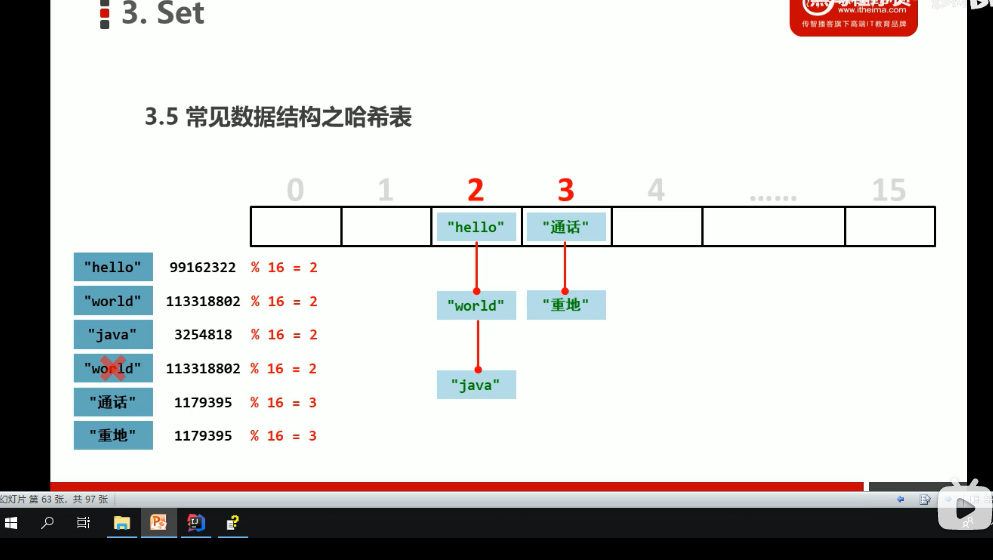 3. Set
www.itheima.com
传智播客旗下高端IT教育品牌
3.5 常见数据结构之哈希表
0 1 2 3 4 ...... 15
"hello" "通话"
"hello" 99162322 % 16 = 2
"world" 113318802 % 16 = 2
"world" "重地"
"java" 3254818 % 16 = 2
"world" 113318802 % 16 = 2
"java"
"通话" 1179395 % 16 = 3
"重地" 1179395 % 16 = 3
幻灯片 第 63 张，共 97 张